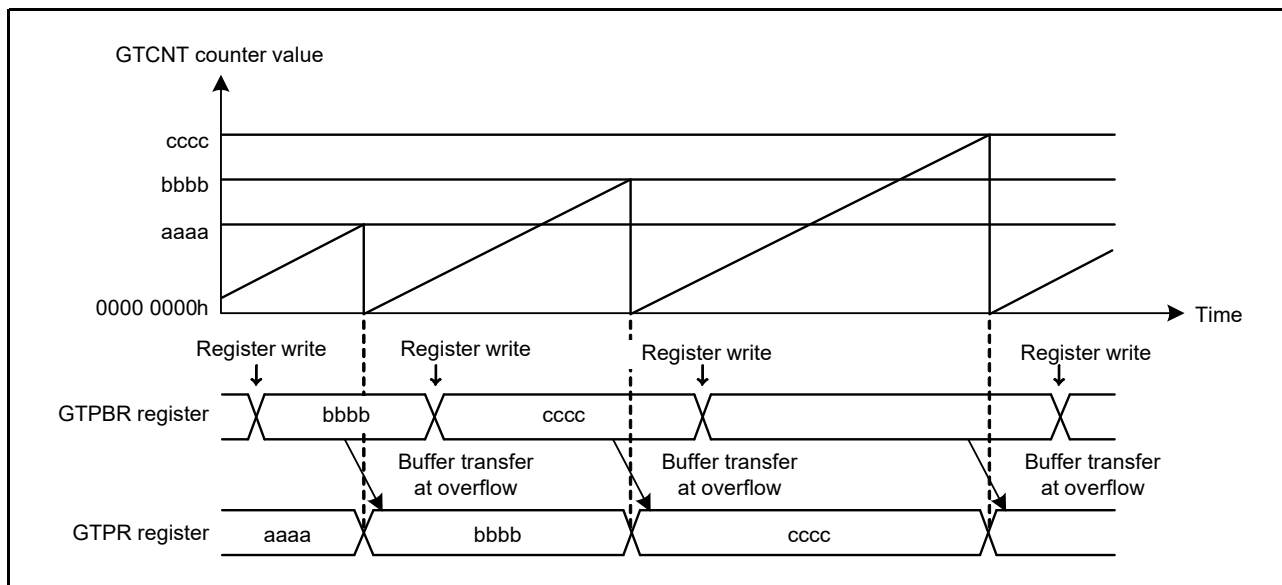 GTCNT counter value
cccc
bbbb
aaaa
0000 0000h
Time
Register write
Register write
Register write
Register write
GTPBR register
bbbb
cccc
Buffer transfer
at overflow
Buffer transfer
at overflow
Buffer transfer
at overflow
GTPR register
aaaa
bbbb
cccc